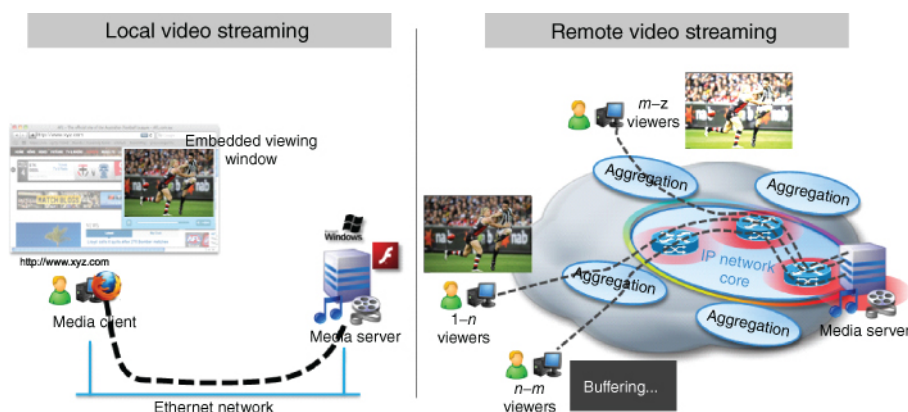 Local video streaming
Embedded viewing
window
Windows
http://www.xyz.com
Media client
Media server
Ethernet network
Remote video streaming
m–z
viewers
Aggregation
Aggregation
nab
IP network
core
Aggregation
1–n
viewers
Aggregation
Media server
n–m
viewers
Buffering...